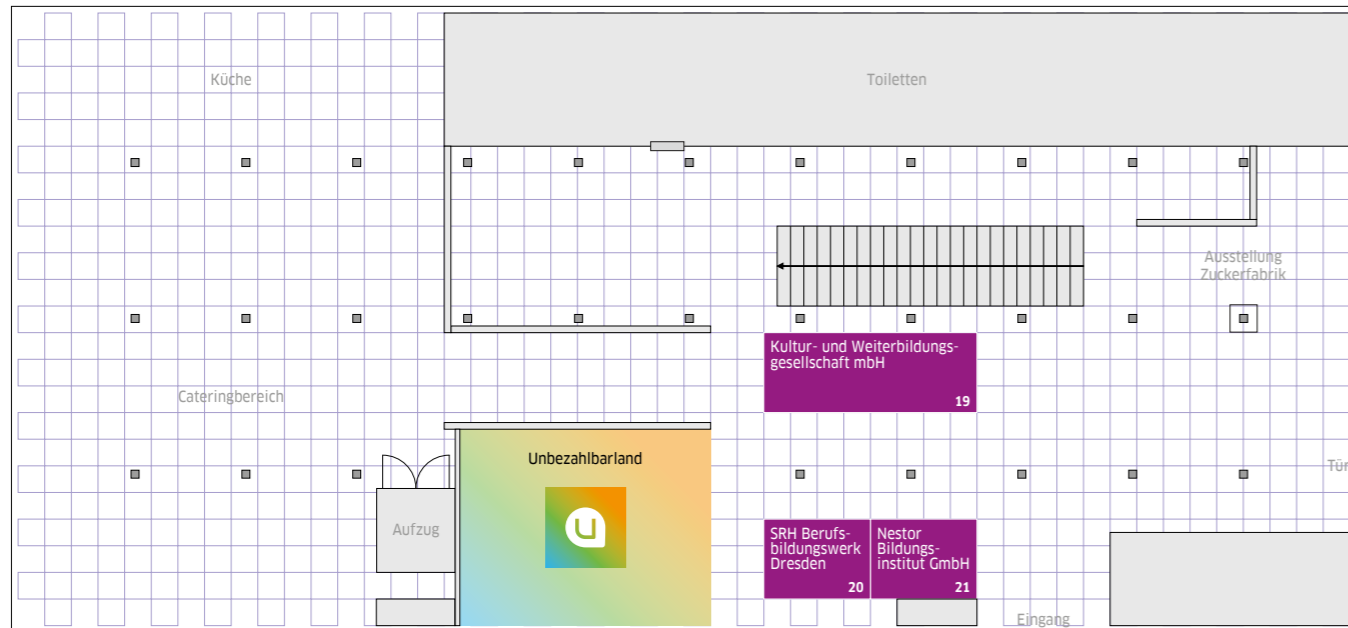 Küche
Toiletten
Ausstellung
Zuckerfabrik
Kultur- und Weiterbildungs-
gesellschaft mbH
19
Cateringbereich
Unbezahlbarland
u
Tür
Aufzug
SRH Berufs-
bildungswerk
Dresden
20
Nestor
Bildungs-
institut GmbH
21
Eingang